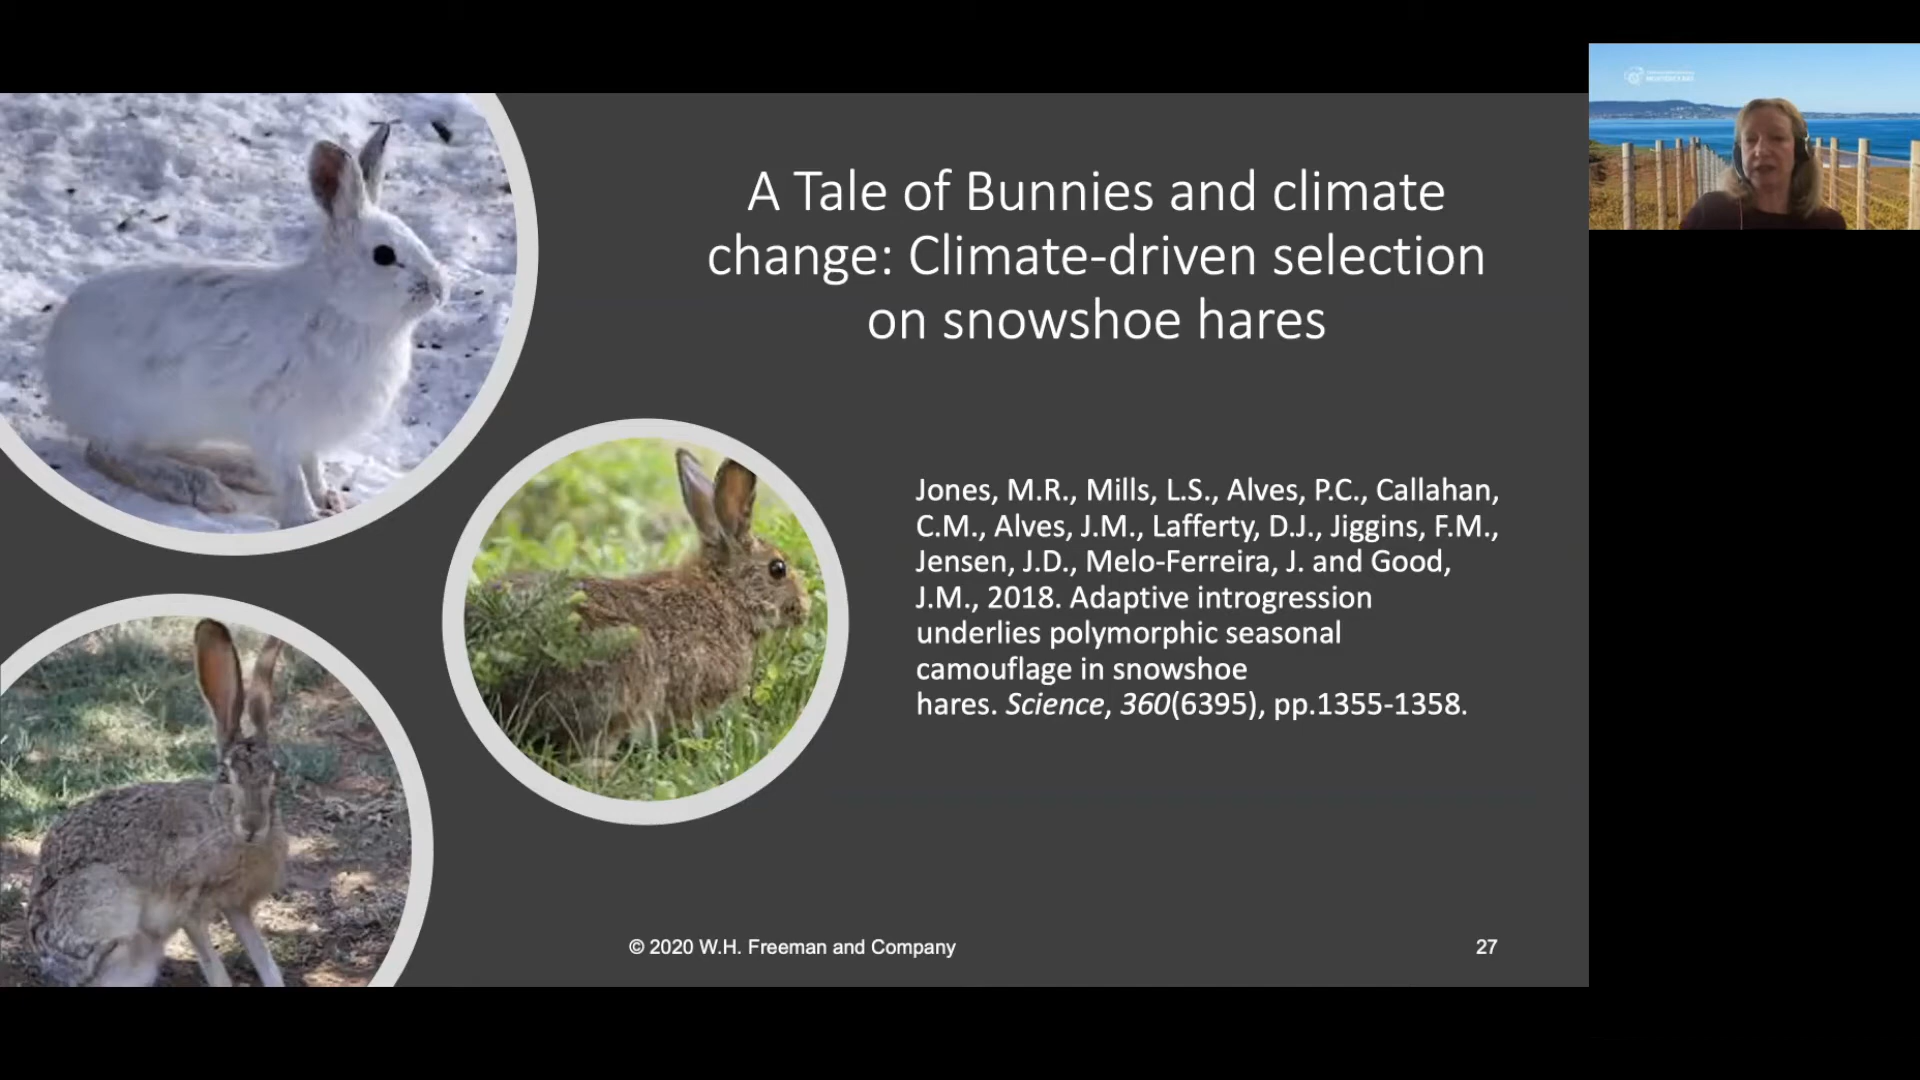 A Tale of Bunnies and climate
change: Climate-driven selection
on snowshoe hares
Jones, M.R., Mills, L.S., Alves, P.C., Callahan,
C.M., Alves, J.M., Lafferty, D.J., Jiggins, F.M.,
Jensen, J.D., Melo-Ferreira, J. and Good,
J.M., 2018. Adaptive introgression
underlies polymorphic seasonal
camouflage in snowshoe
hares. Science, 360(6395), pp.1355-1358.
© 2020 W.H. Freeman and Company
27